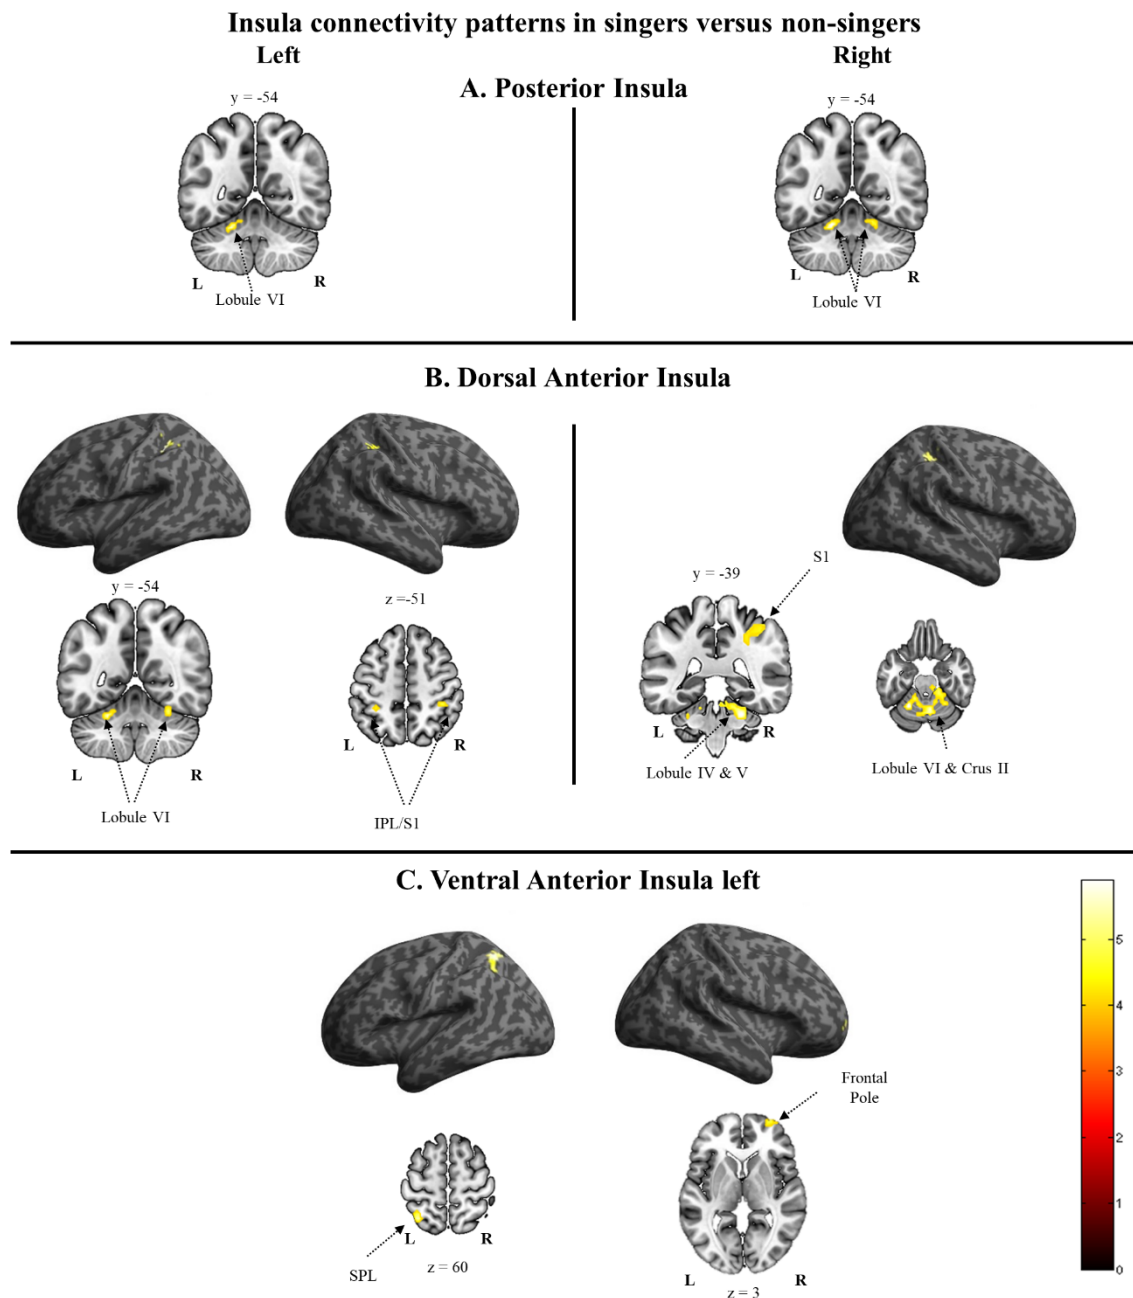 Insula connectivity patterns in singers versus non-singers
Left
Right
A. Posterior Insula
y = -54
L
R
Lobule VI
y = -54
L
R
Lobule VI
B. Dorsal Anterior Insula
y = -54
L
R
Lobule VI
z =-51
L
R
IPL/S1
S1
y = -39
L
R
Lobule IV & V
Lobule VI & Crus II
C. Ventral Anterior Insula left
SPL
L
R
z = 60
Frontal
Pole
L
R
z = 3
5
4
3
2
1
0